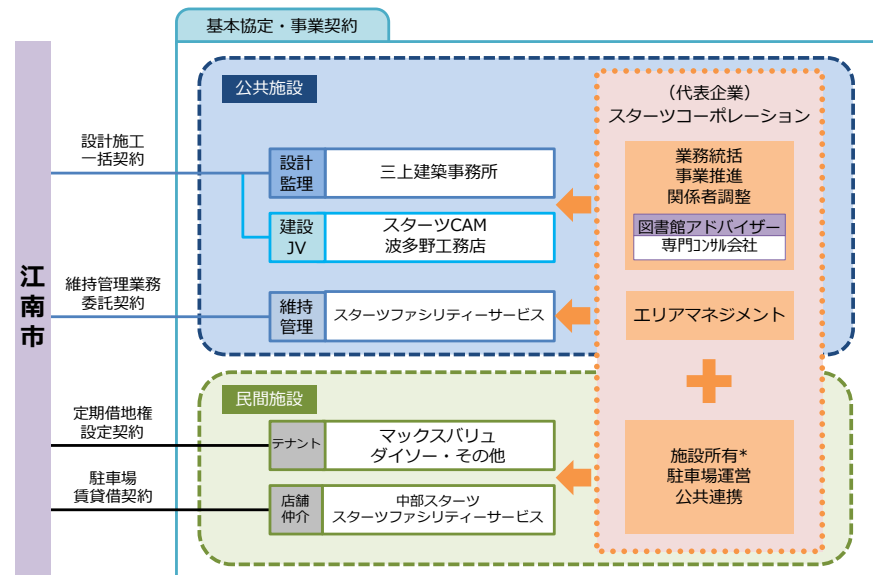 基本協定・事業契約
江南市
設計施工
一括契約
維持管理業務
委託契約
定期借地権
設定契約
駐車場
賃貸借契約
公共施設
設計
監理
三上建築事務所
建設
JV
スターツCAM
波多野工務店
維持
管理
スターツファシリティーサービス
民間施設
テナント
マックスバリュ
ダイソー・その他
店舗
仲介
中部スターツ
スターツファシリティーサービス
（代表企業）
スターツコーポレーション
業務統括
事業推進
関係者調整
図書館アドバイザー
専門ｺﾝｻﾙ会社
エリアマネジメント
施設所有*
駐車場運営
公共連携